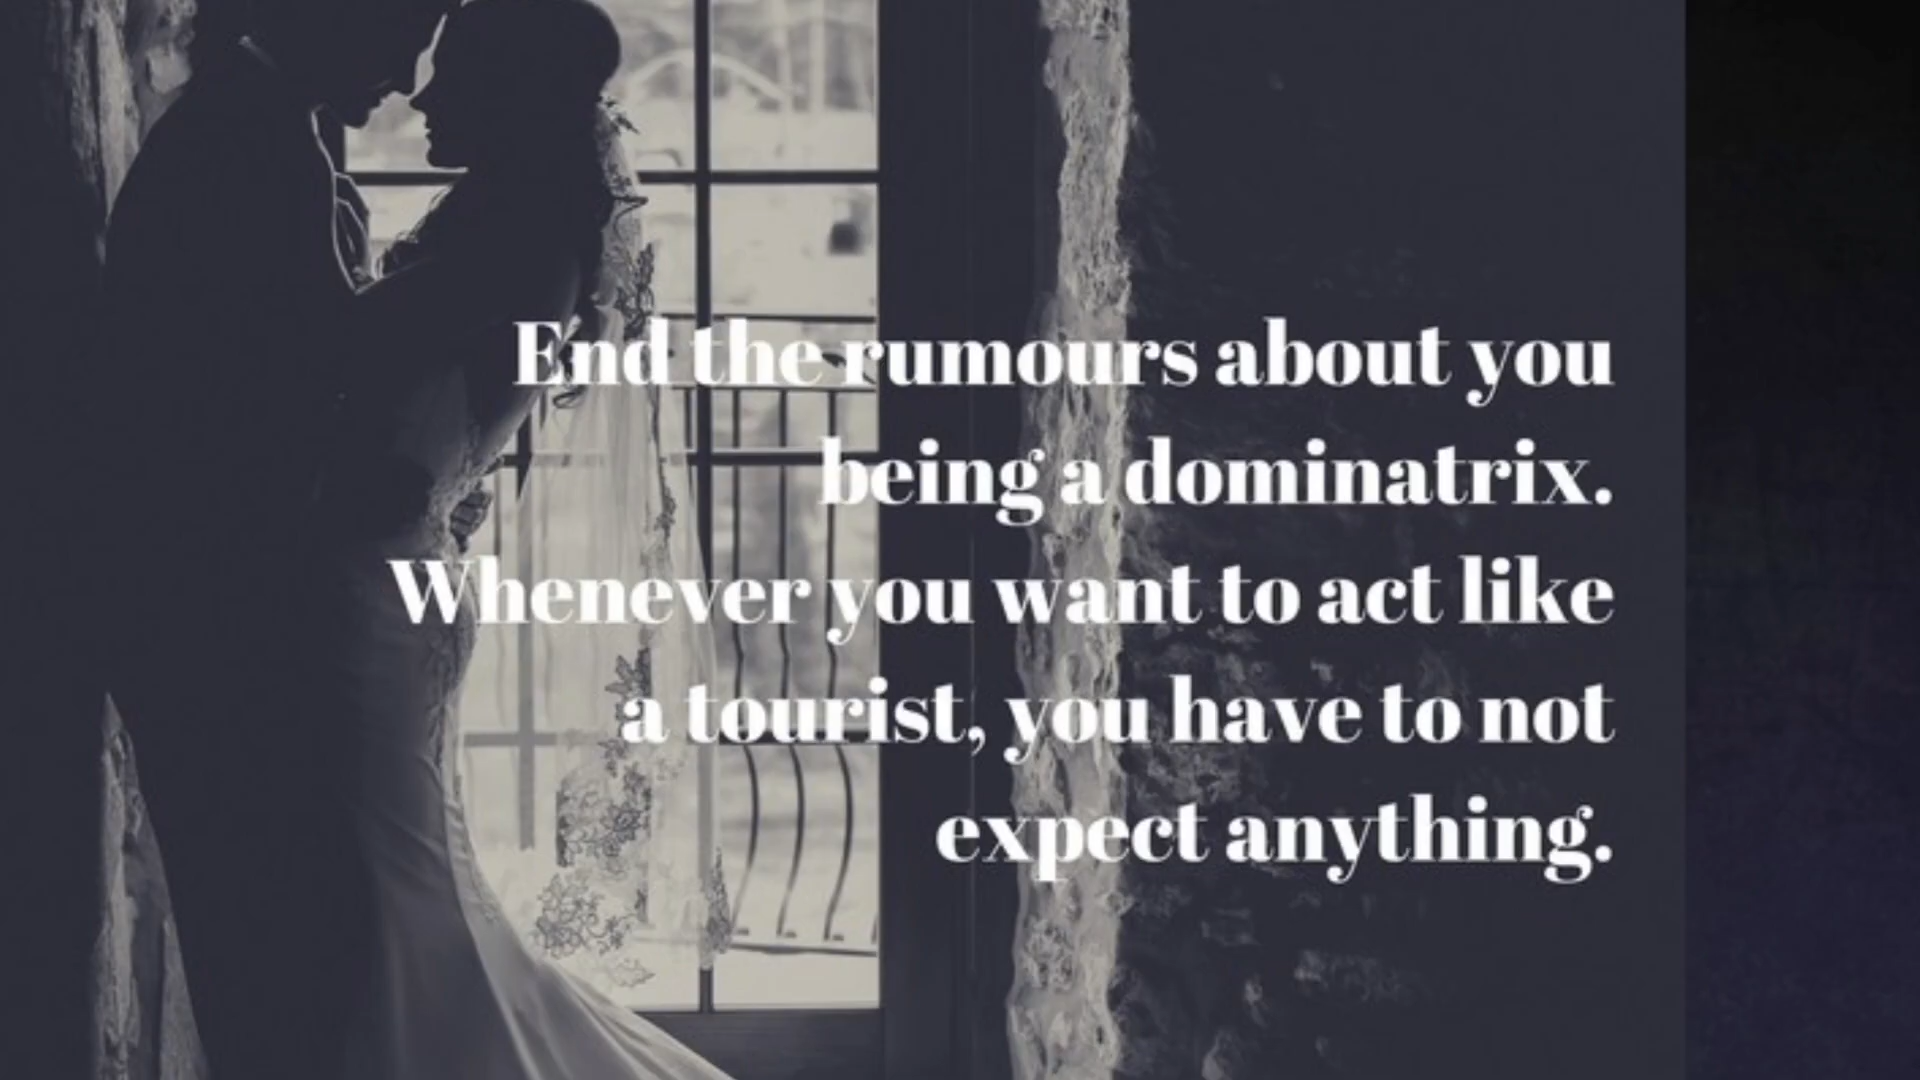 End the rumours about you
being a dominatrix.
Whenever you want to act like
a tourist, you have to not
expect anything.